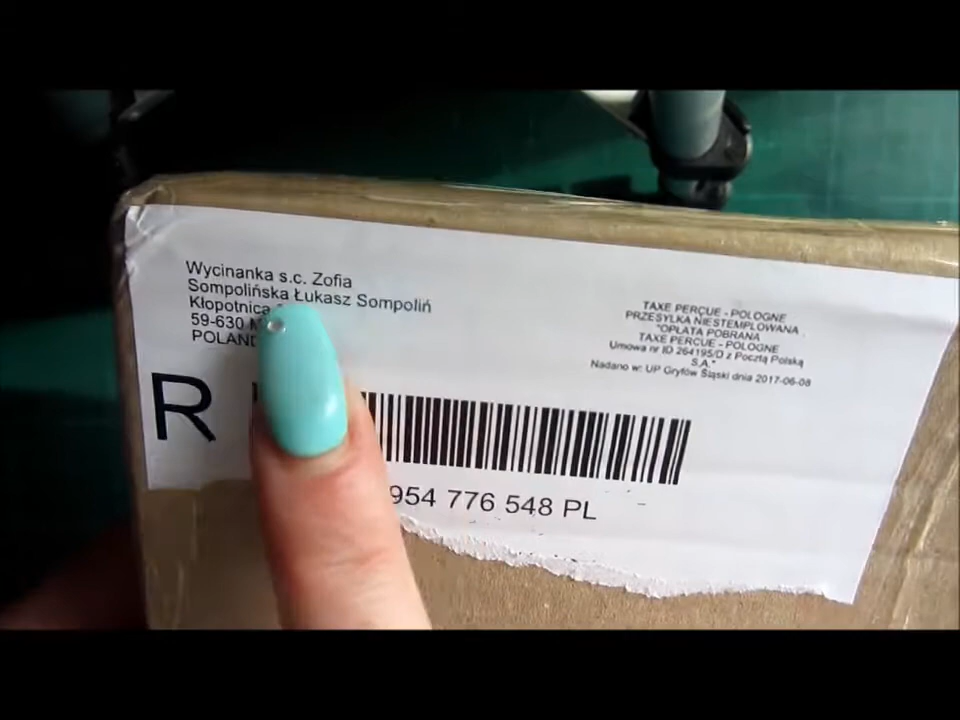 Wycinanka s.c. Zofia
Sompolińska Łukasz Sompoliń
Kłopotnica
59-630
POLAND
TAXE PERÇUE - POLOGNE
PRZESYŁKA NIESTEMPLOWANA
"OPŁATA POBRANA
TAXE PERÇUE - POLOGNE
Umowa nr ID 264195/D z Pocztą Polską
S.A."
Nadano w: UP Gryfów Śląski dnia 2017-06-08
R
954 776 548 PL